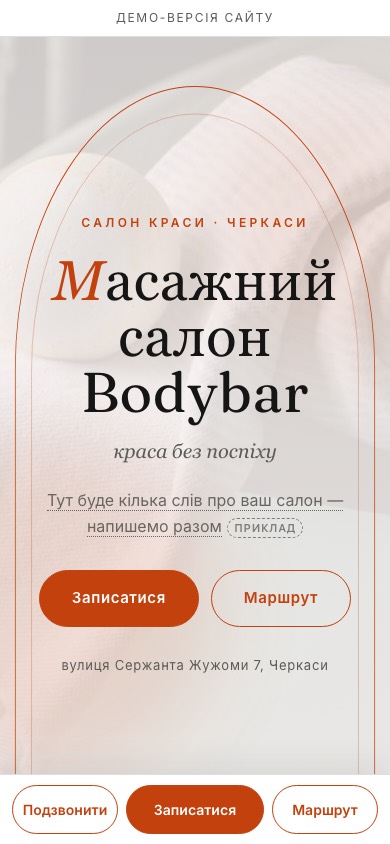 ДЕМО-ВЕРСІЯ САЙТУ
САЛОН КРАСИ · ЧЕРКАСИ
Масажний
салон
Bodybar
краса без поспіху
Тут буде кілька слів про ваш салон —
напишемо разом ПРИКЛАД
Записатися Маршрут
вулиця Сержанта Жужоми 7, Черкаси
Подзвонити Записатися Маршрут